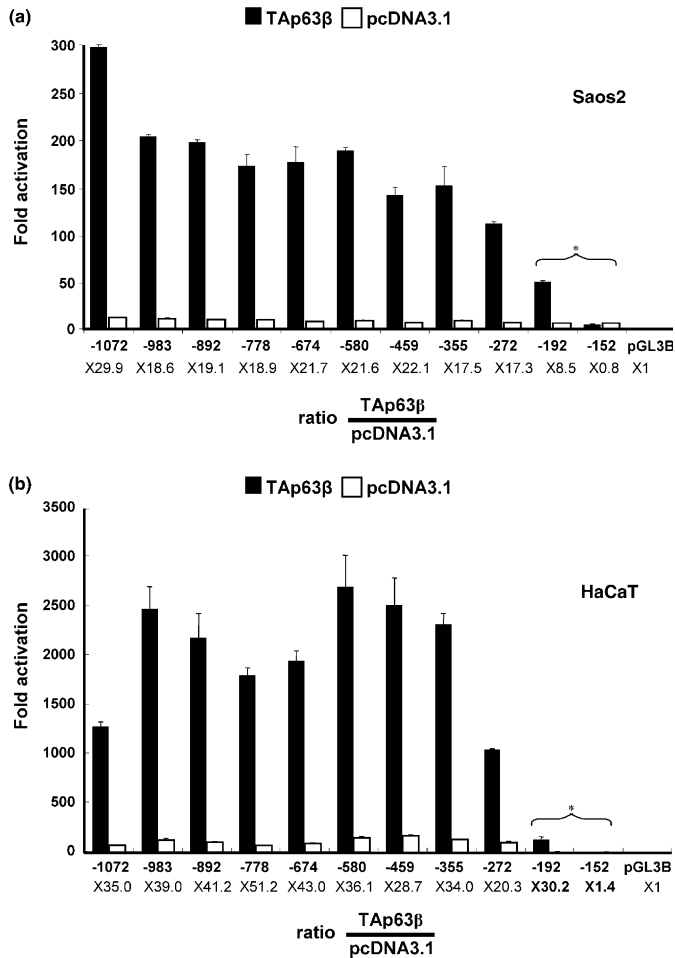 (a)
TAp63β pcDNA3.1
300
250
200
150
100
50
0
Fold activation
Saos2
*
-1072 -983 -892 -778 -674 -580 -459 -355 -272 -192 -152 pGL3B
X29.9 X18.6 X19.1 X18.9 X21.7 X21.6 X22.1 X17.5 X17.3 X8.5 X0.8 X1
ratio TAp63β
pcDNA3.1
(b)
TAp63β pcDNA3.1
3500
3000
2500
2000
1500
1000
500
0
Fold activation
HaCaT
*
-1072 -983 -892 -778 -674 -580 -459 -355 -272 -192 -152 pGL3B
X35.0 X39.0 X41.2 X51.2 X43.0 X36.1 X28.7 X34.0 X20.3 X30.2 X1.4 X1
ratio TAp63β
pcDNA3.1